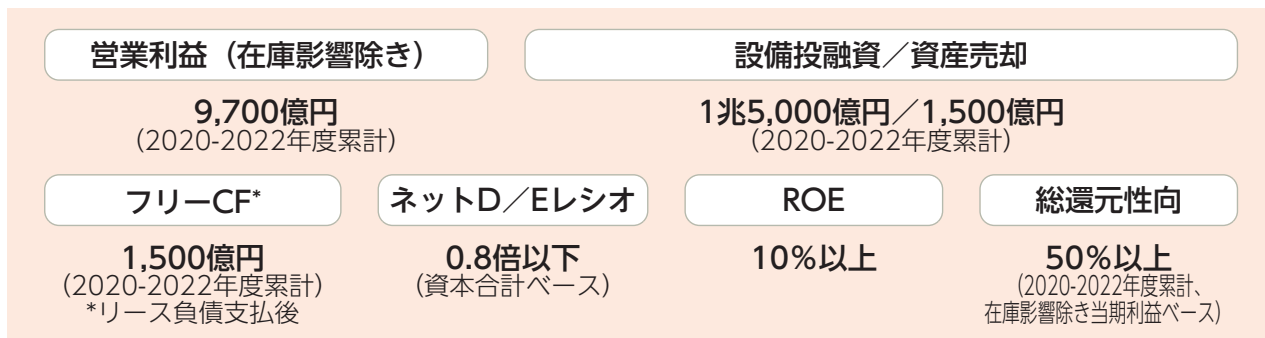 営業利益（在庫影響除き）
9,700億円
（2020-2022年度累計）
設備投融資／資産売却
1兆5,000億円／1,500億円
（2020-2022年度累計）
フリーCF*
1,500億円
（2020-2022年度累計）
*リース負債支払後
ネットD／Eレシオ
0.8倍以下
（資本合計ベース）
ROE
10%以上
総還元性向
50%以上
（2020-2022年度累計、
在庫影響除き当期利益ベース）